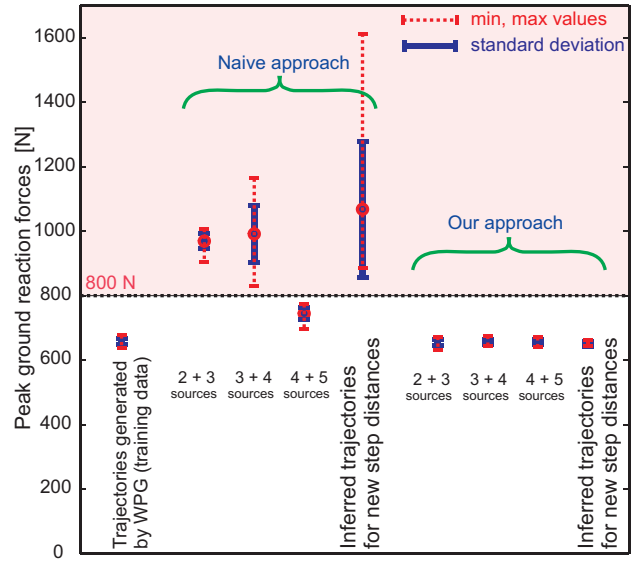 Peak ground reaction forces [N]
1600
1400
1200
1000
800
600
400
200
0
min, max values
standard deviation
Naive approach
Our approach
800 N
2 + 3
sources
3 + 4
sources
4 + 5
sources
2 + 3
sources
3 + 4
sources
4 + 5
sources
Trajectories generated
by WPG (training data)
Inferred trajectories
for new step distances
Inferred trajectories
for new step distances